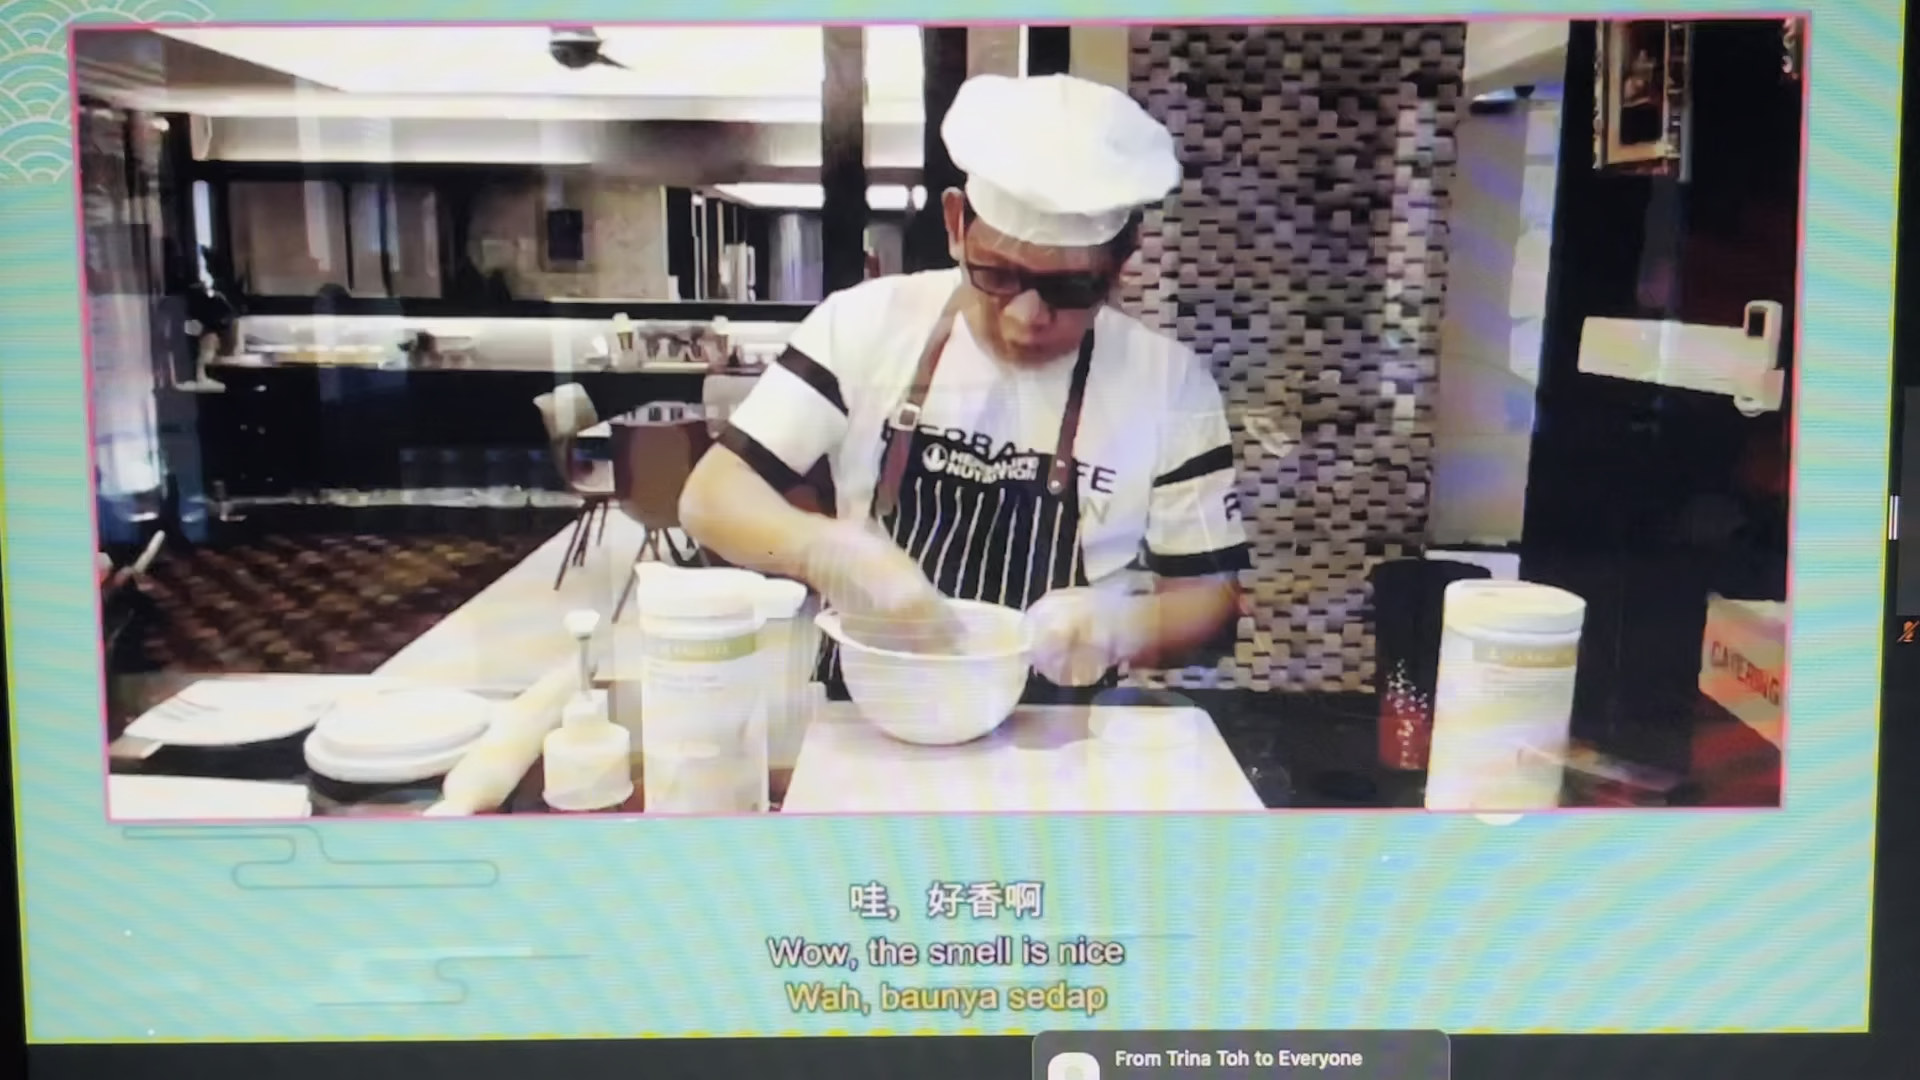 HERBALIFE
NUTRITION
CATERING
哇，好香啊
Wow, the smell is nice
Wah, baunya sedap
From Trina Toh to Everyone